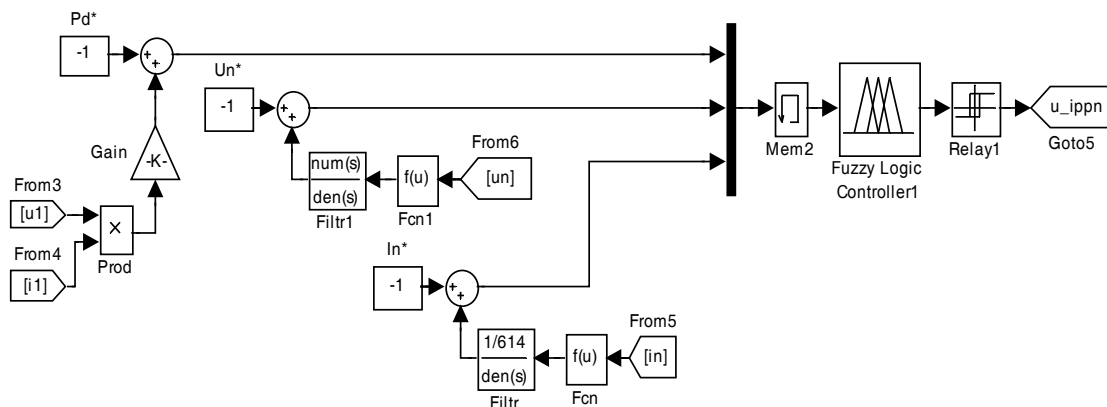 Pd*
-1
+
+
Gain
-K-
From3
[u1]
From4
[i1]
×
Prod
Un*
-1
+
+
num(s)
den(s)
Filtr1
f(u)
Fcn1
From6
[un]
In*
-1
+
+
1/614
den(s)
Filtr
f(u)
Fcn
From5
[in]
Mem2
Fuzzy Logic
Controller1
Relay1
u_ippn
Goto5